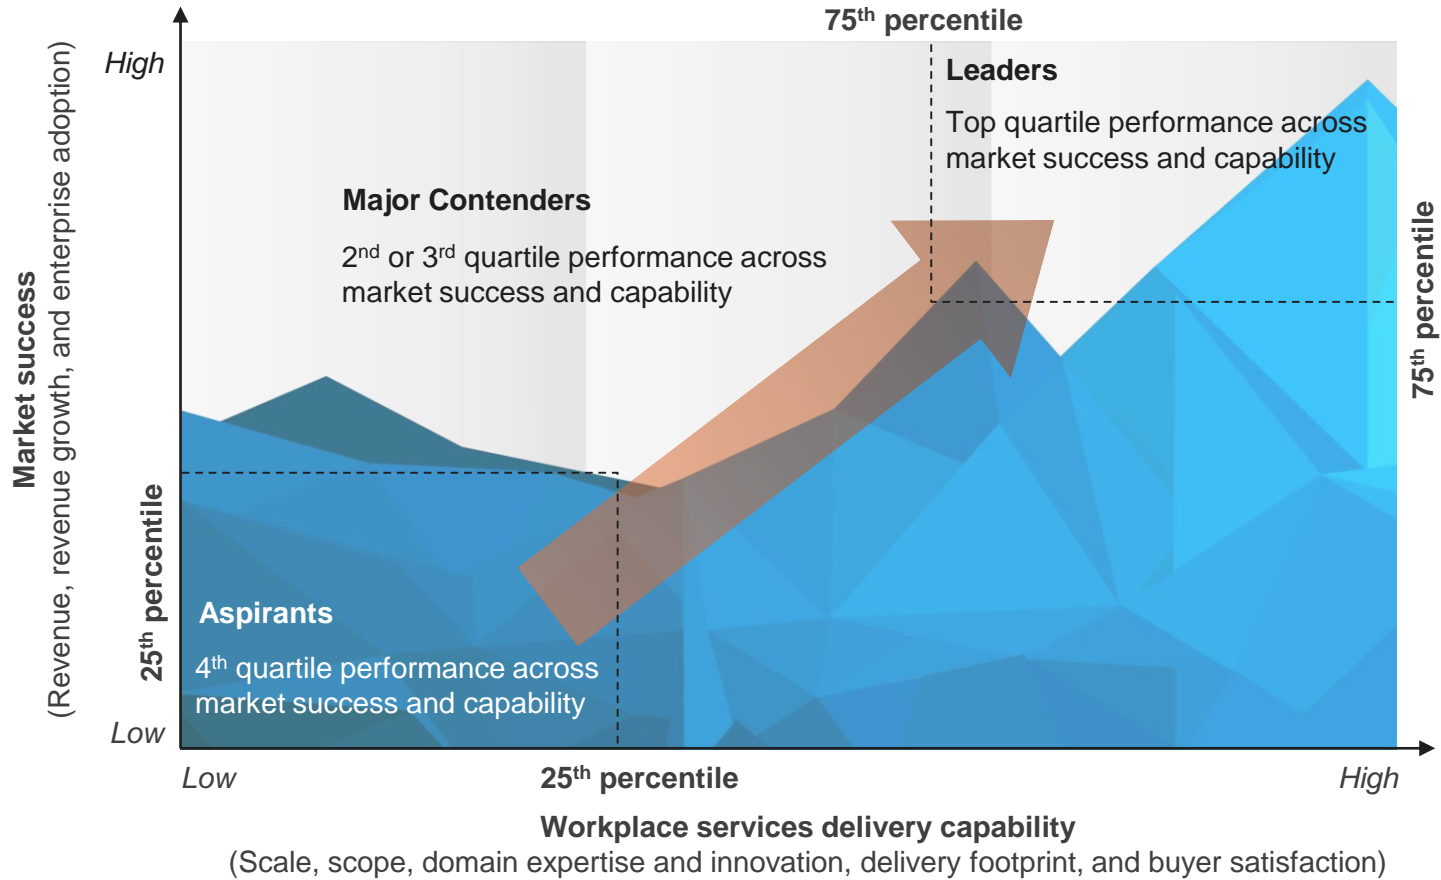 75th percentile
High
Leaders
Top quartile performance across
market success and capability
Major Contenders
2nd or 3rd quartile performance across
market success and capability
75th percentile
Market success
(Revenue, revenue growth, and enterprise adoption)
25th percentile
Aspirants
4th quartile performance across
market success and capability
Low
Low
25th percentile
High
Workplace services delivery capability
(Scale, scope, domain expertise and innovation, delivery footprint, and buyer satisfaction)